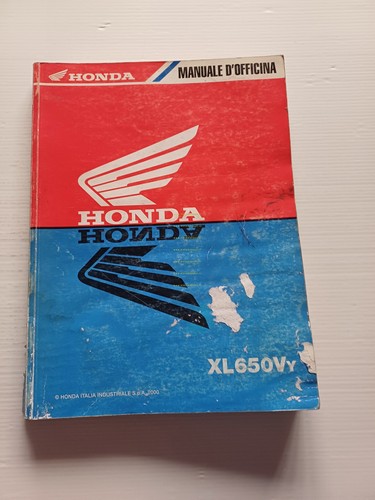 HONDA
MANUALE D'OFFICINA
HONDA
HONDA
XL650VY
© HONDA ITALIA INDUSTRIALE S.p.A. 2000